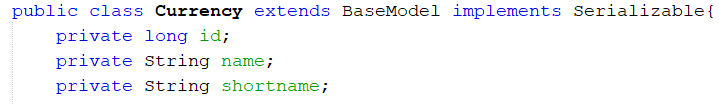 public class Currency extends BaseModel implements Serializable{
private long id;
private String name;
private String shortname;